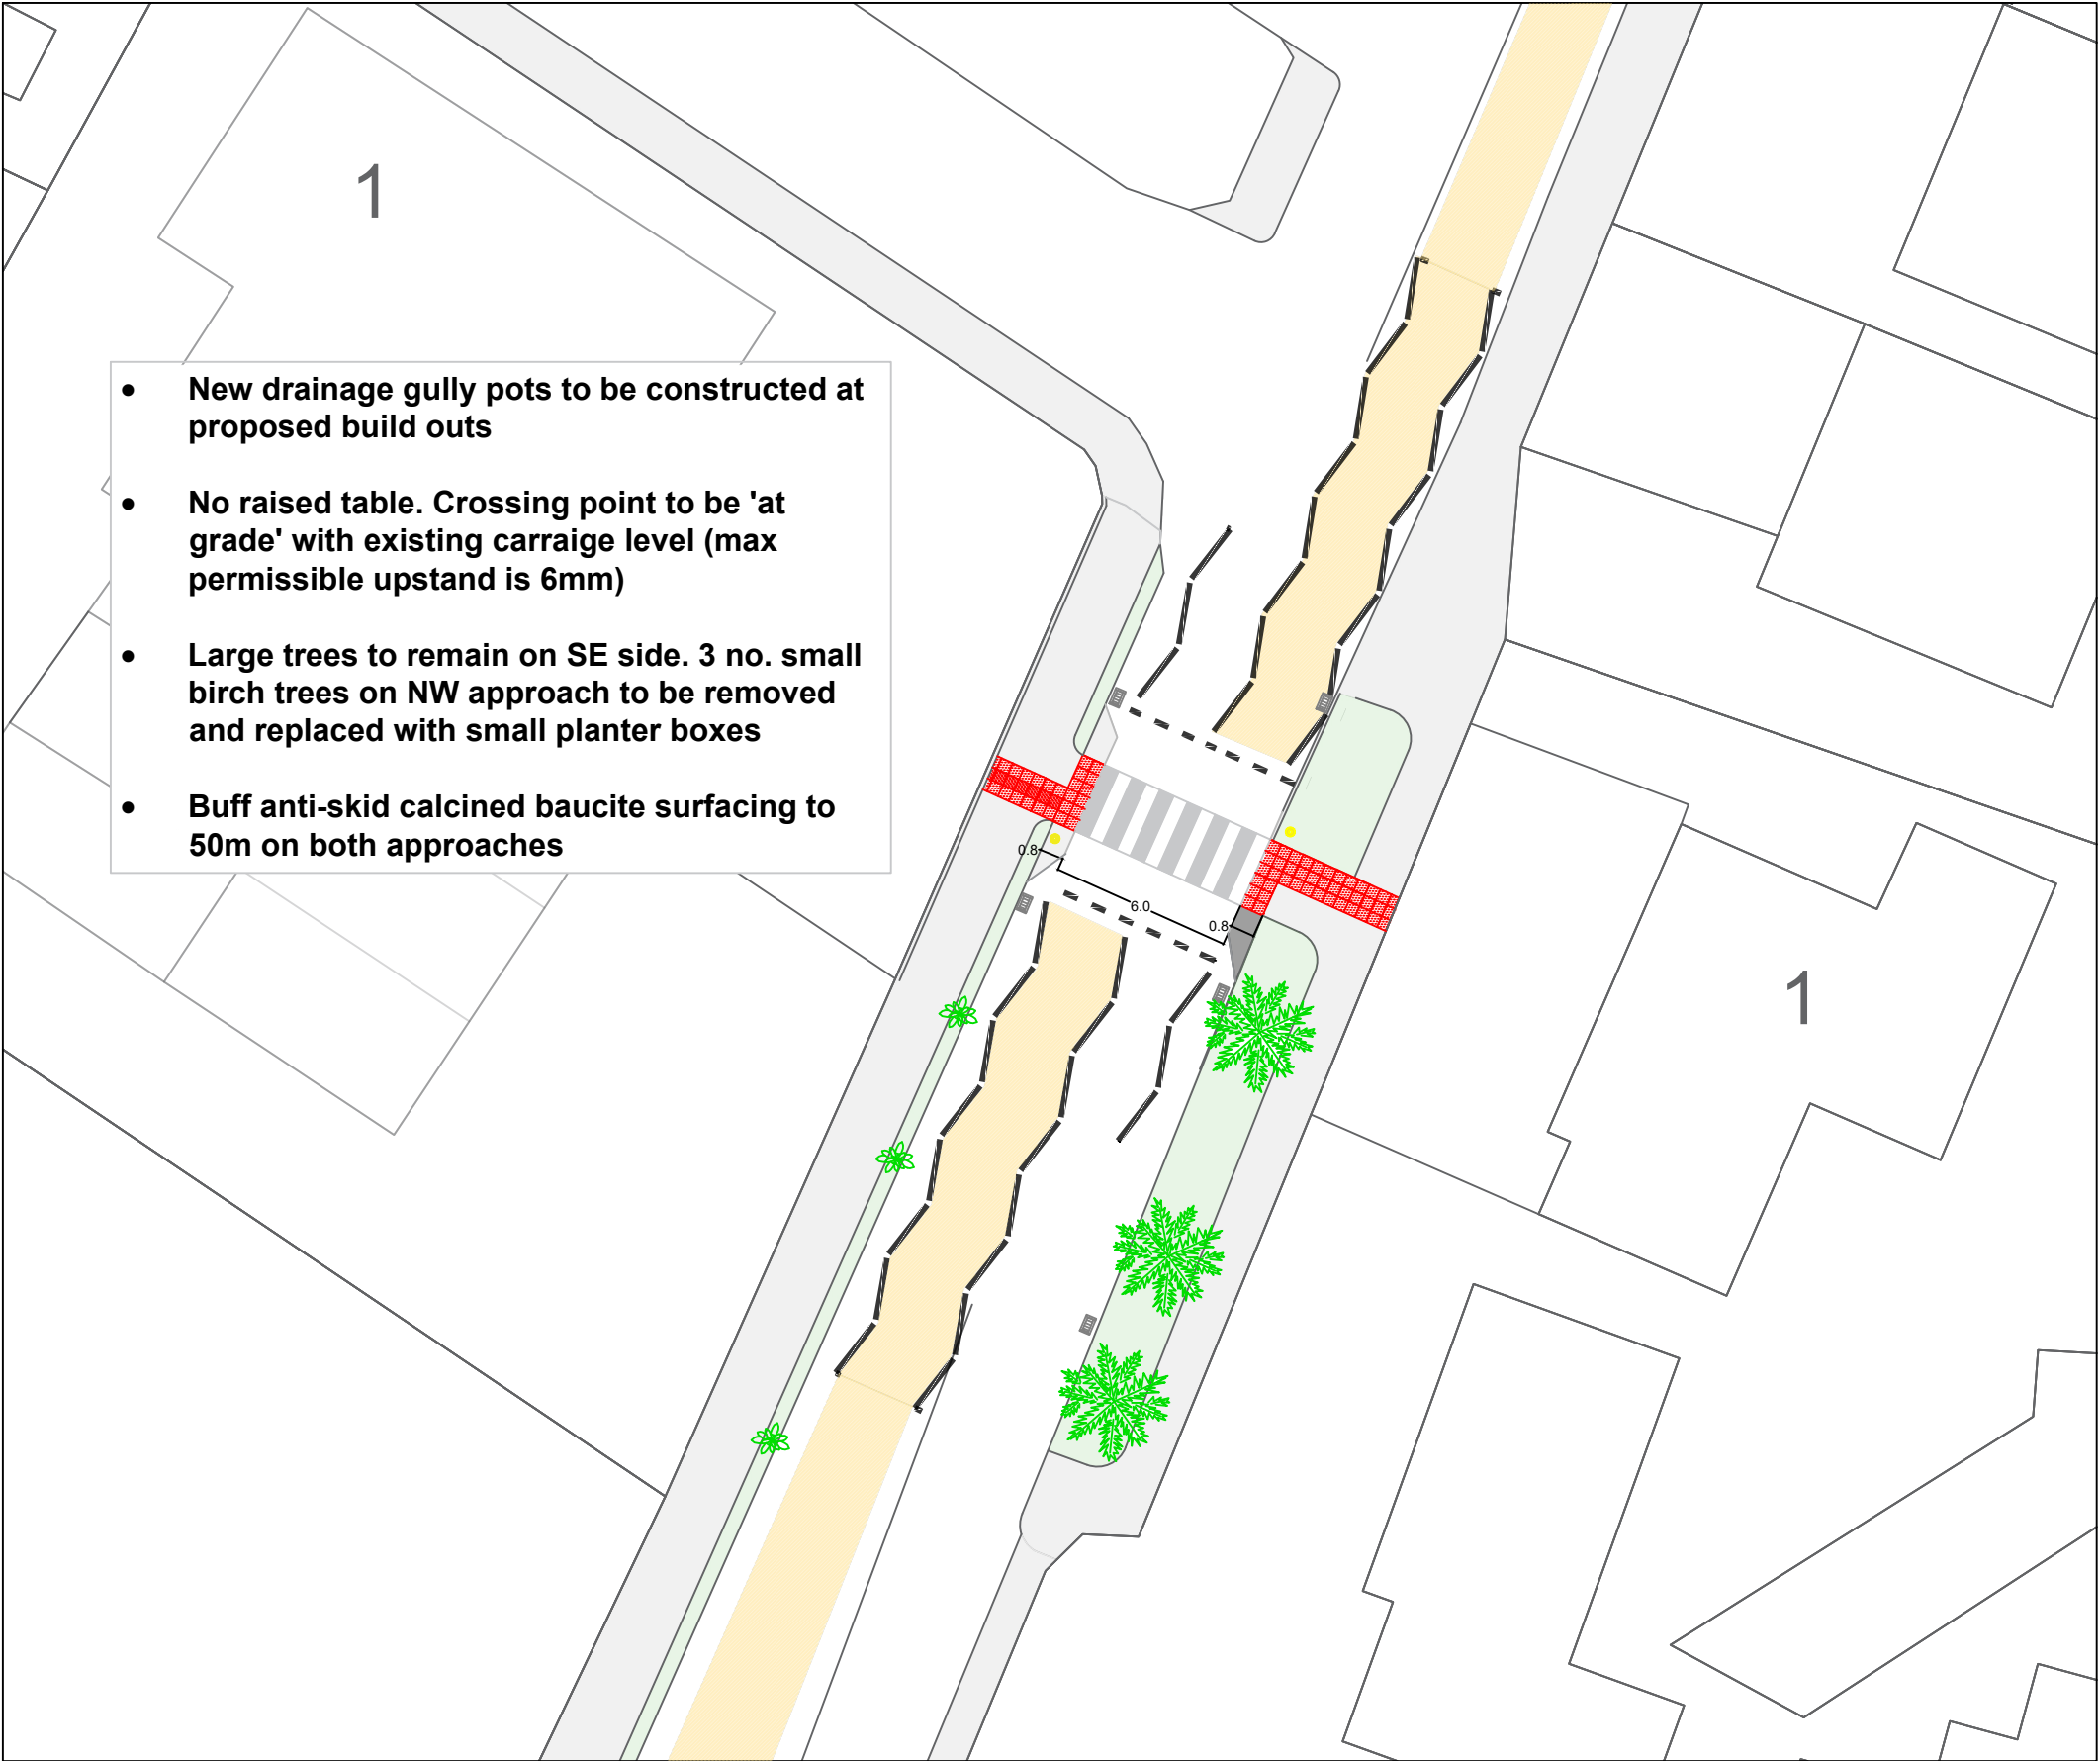 1
• New drainage gully pots to be constructed at
proposed build outs
• No raised table. Crossing point to be 'at
grade' with existing carraige level (max
permissible upstand is 6mm)
• Large trees to remain on SE side. 3 no. small
birch trees on NW approach to be removed
and replaced with small planter boxes
• Buff anti-skid calcined baucite surfacing to
50m on both approaches
0.8
6.0
0.8
1